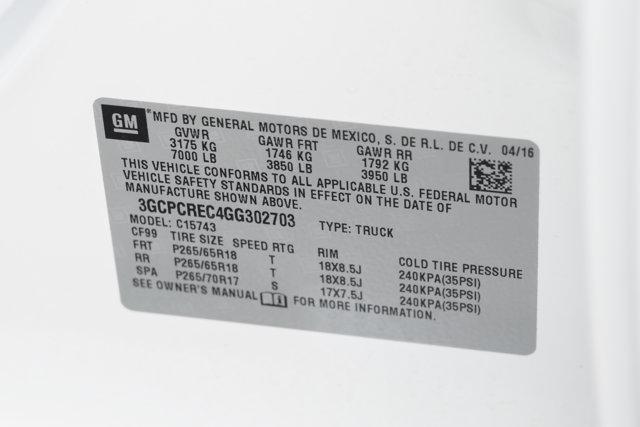 GM
MFD BY GENERAL MOTORS DE MEXICO, S. DE R.L. DE C.V. 04/16
GVWR GAWR FRT GAWR RR
3175 KG 1746 KG 1792 KG
7000 LB 3850 LB 3950 LB
THIS VEHICLE CONFORMS TO ALL APPLICABLE U.S. FEDERAL MOTOR
VEHICLE SAFETY STANDARDS IN EFFECT ON THE DATE OF
MANUFACTURE SHOWN ABOVE.
3GCPCREC4GG302703 TYPE: TRUCK
MODEL: C15743
CF99 TIRE SIZE SPEED RTG RIM COLD TIRE PRESSURE
FRT P265/65R18 T 18X8.5J 240KPA(35PSI)
RR P265/65R18 T 18X8.5J 240KPA(35PSI)
SPA P265/70R17 S 17X7.5J 240KPA(35PSI)
SEE OWNER'S MANUAL FOR MORE INFORMATION.